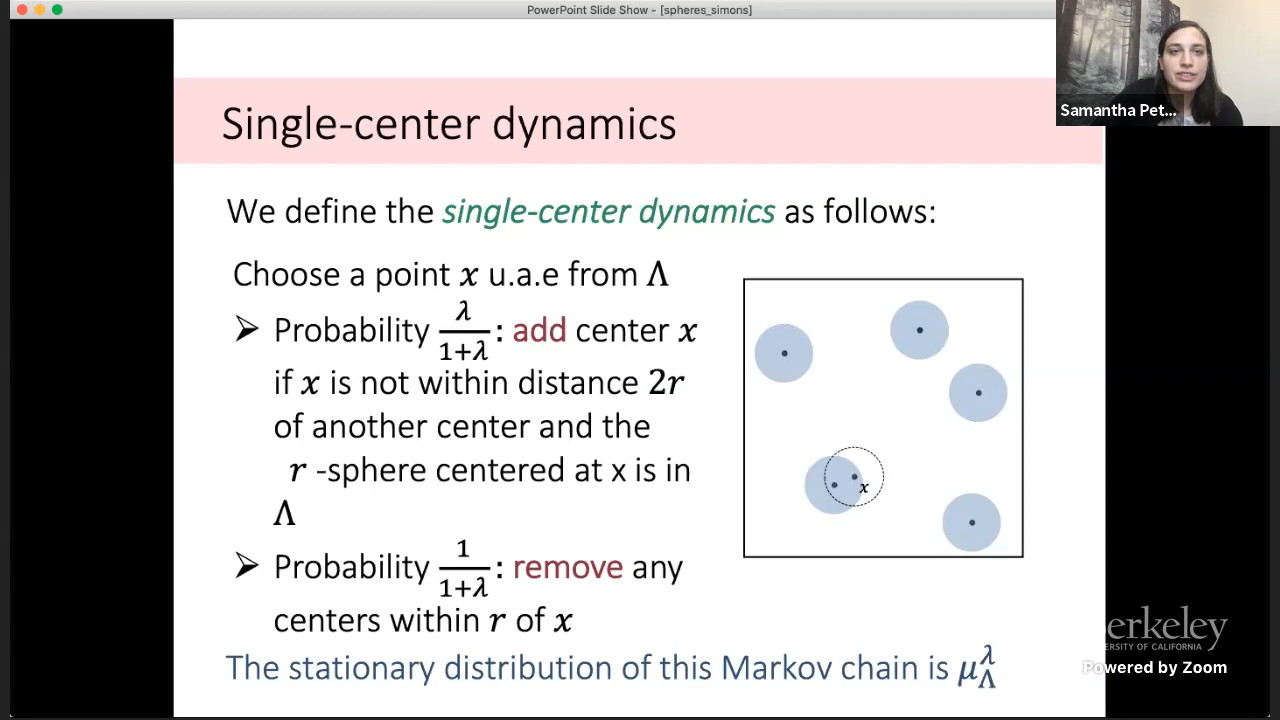 PowerPoint Slide Show - [spheres_simons]
Samantha Pet...
Single-center dynamics
We define the single-center dynamics as follows:
Choose a point x u.a.e from Λ
➢ Probability λ/(1+λ): add center x
if x is not within distance 2r
of another center and the
r -sphere centered at x is in
Λ
➢ Probability 1/(1+λ): remove any
centers within r of x
The stationary distribution of this Markov chain is μ_Λ^λ
x
erkeley
ERSITY OF CALIFORNIA
Powered by Zoom